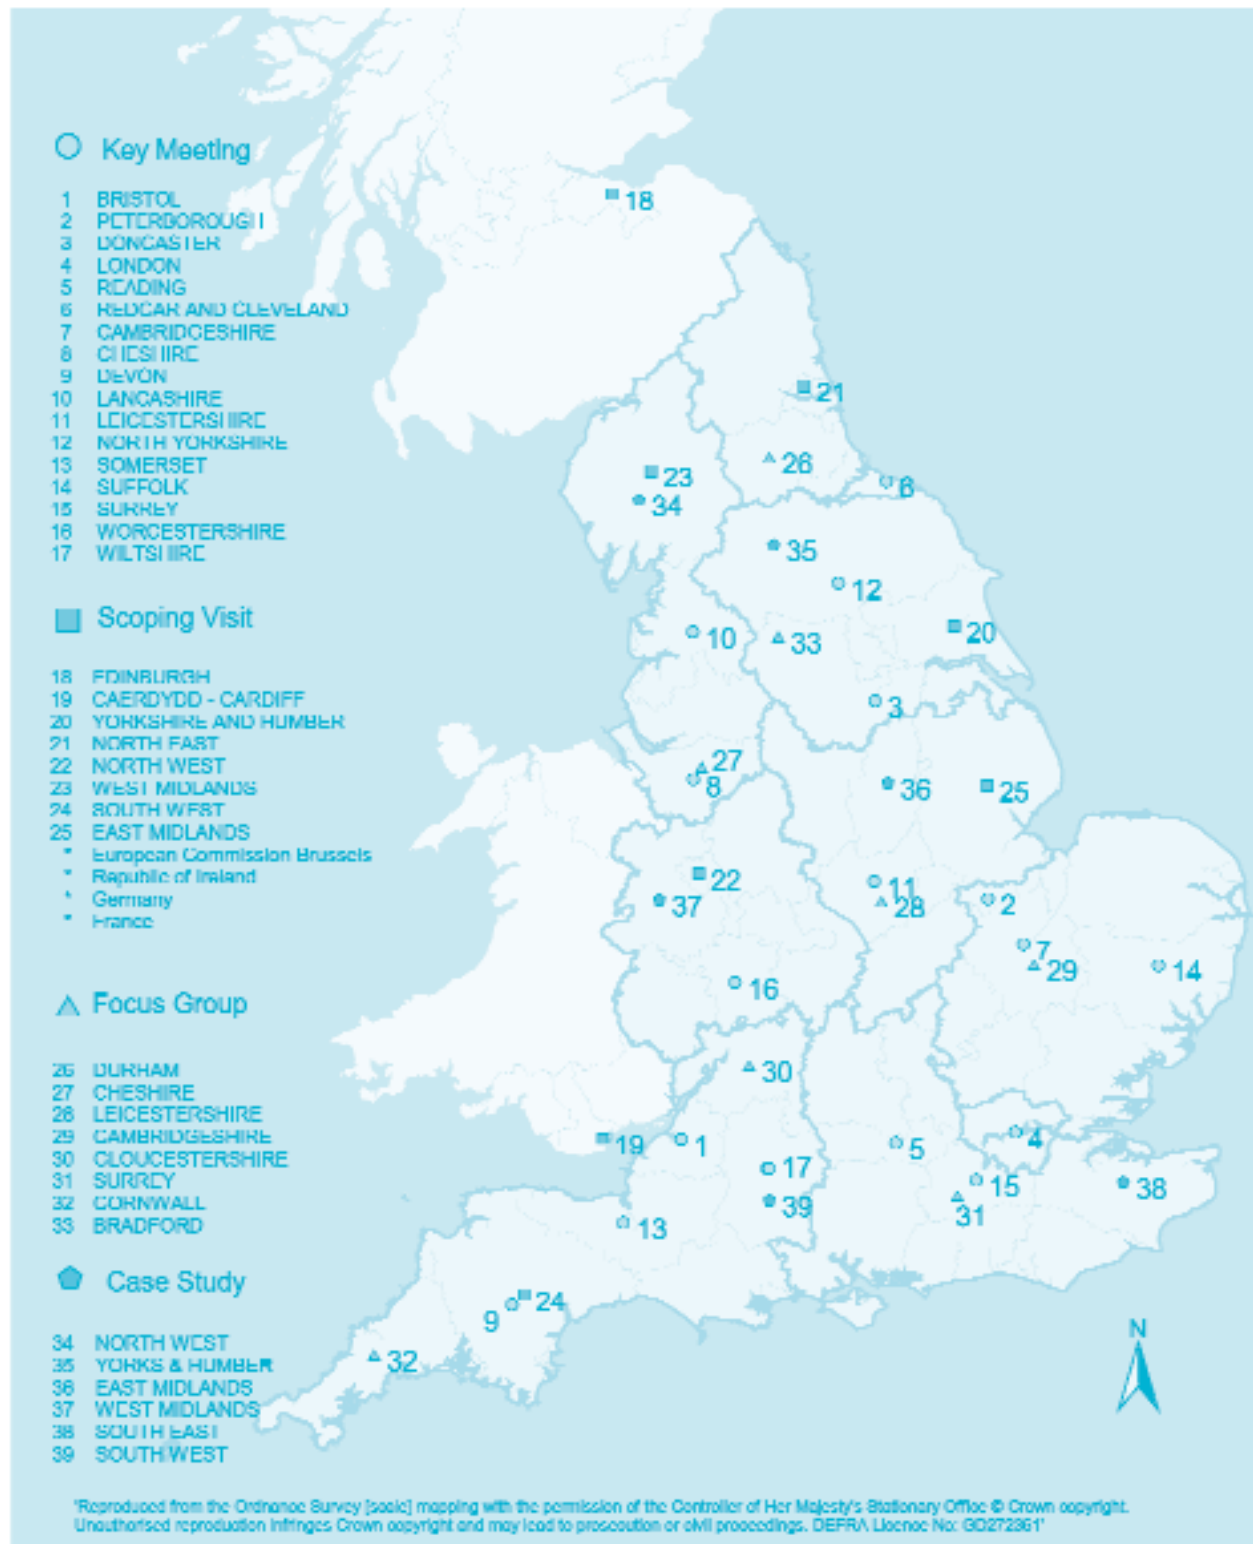 Key Meeting
1 BRISTOL
2 PETERBOROUGH
3 DONCASTER
4 LONDON
5 READING
6 REDCAR AND CLEVELAND
7 CAMBRIDGESHIRE
8 CHESHIRE
9 DEVON
10 LANCASHIRE
11 LEICESTERSHIRE
12 NORTH YORKSHIRE
13 SOMERSET
14 SUFFOLK
15 SURREY
16 WORCESTERSHIRE
17 WILTSHIRE
Scoping Visit
18 EDINBURGH
19 CAERDYDD - CARDIFF
20 YORKSHIRE AND HUMBER
21 NORTH EAST
22 NORTH WEST
23 WEST MIDLANDS
24 SOUTH WEST
25 EAST MIDLANDS
* European Commission Brussels
* Republic of Ireland
* Germany
* France
Focus Group
26 DURHAM
27 CHESHIRE
28 LEICESTERSHIRE
29 CAMBRIDGESHIRE
30 GLOUCESTERSHIRE
31 SURREY
32 CORNWALL
33 BRADFORD
Case Study
34 NORTH WEST
35 YORKS & HUMBER
36 EAST MIDLANDS
37 WEST MIDLANDS
38 SOUTH EAST
39 SOUTH WEST
18
21
26
23
6
34
35
12
10
33
20
3
27
8
36
25
22
11
37
28
2
7
29
14
16
30
19
1
5
4
17
15
38
39
31
13
24
9
32
N
'Reproduced from the Ordnance Survey [scale] mapping with the permission of the Controller of Her Majesty's Stationary Office © Crown copyright.
Unauthorised reproduction infringes Crown copyright and may lead to prosecution or civil proceedings. DEFRA Licence No: GD272361'